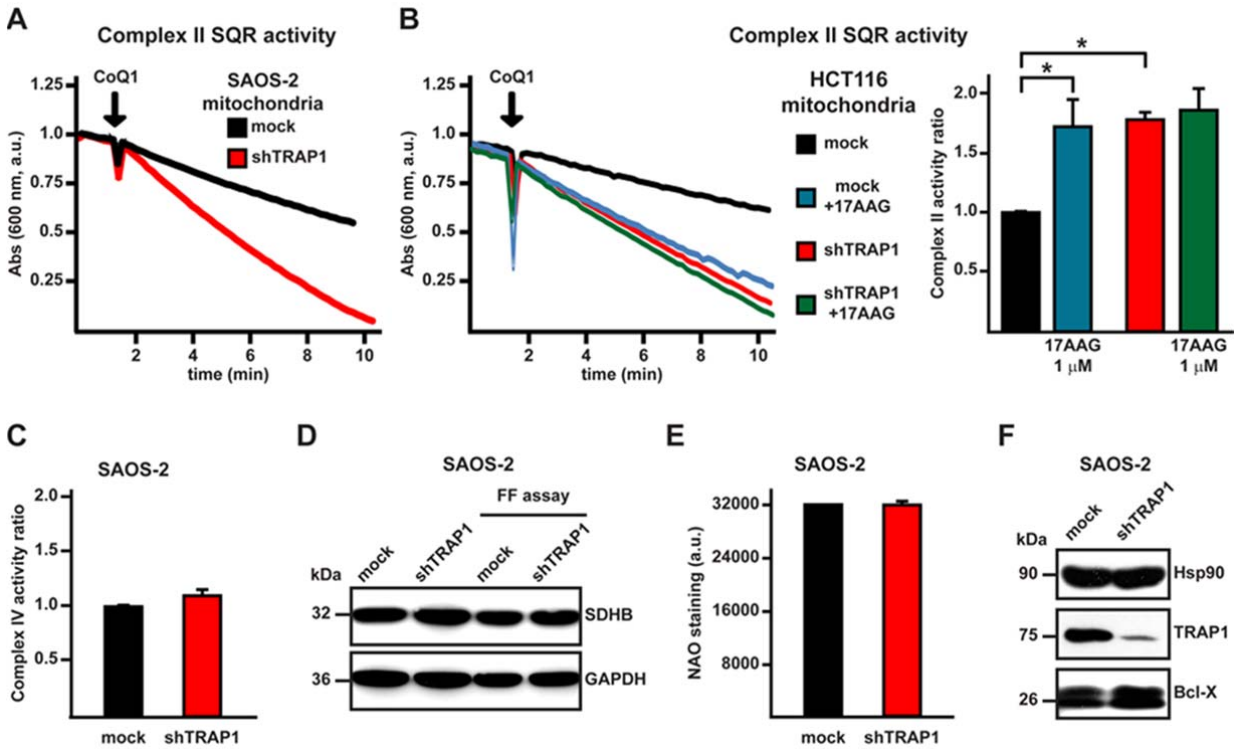 A
Complex II SQR activity
CoQ1
SAOS-2
mitochondria
mock
shTRAP1
1.25
1.0
0.75
0.50
0.25
Abs (600 nm, a.u.)
2 4 6 8 10
time (min)
B
Complex II SQR activity
CoQ1
HCT116
mitochondria
mock
mock
+17AAG
shTRAP1
shTRAP1
+17AAG
1.25
1.0
0.75
0.50
0.25
Abs (600 nm, a.u.)
2 4 6 8 10
time (min)
* *
2.0
1.5
1.0
0.5
Complex II activity ratio
17AAG 17AAG
1 μM 1 μM
C
SAOS-2
2.0
1.5
1.0
0.5
Complex IV activity ratio
mock shTRAP1
D
SAOS-2
FF assay
mock shTRAP1 mock shTRAP1
kDa
32 SDHB
36 GAPDH
E
SAOS-2
32000
24000
16000
8000
NAO staining (a.u.)
mock shTRAP1
F
SAOS-2
mock shTRAP1
kDa
90 Hsp90
75 TRAP1
26 Bcl-X